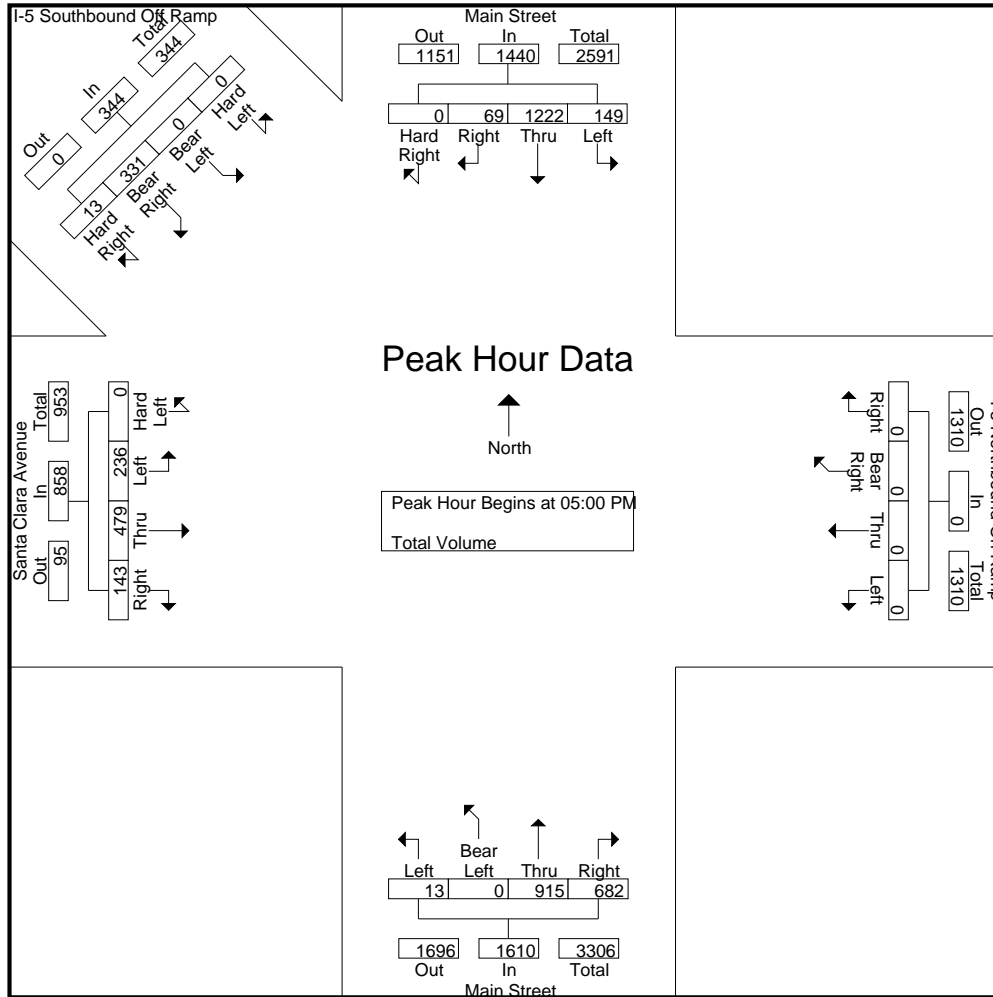 I-5 Southbound Off Ramp
Total
344
In
344
Out
0
0
0
331
13
Hard Left
Bear Left
Bear Right
Hard Right
Main Street
Out In Total
1151 1440 2591
0 69 1222 149
Hard Right
Right
Thru
Left
Peak Hour Data
North
Peak Hour Begins at 05:00 PM
Total Volume
Santa Clara Avenue
Total
953
In
858
Out
95
0
236
479
143
Hard Left
Left
Thru
Right
Right
Bear Right
Thru
Left
0
0
0
0
Out
1310
In
0
Total
1310
Left
Bear Left
Thru
Right
13 0 915 682
1696 1610 3306
Out In Total
Main Street